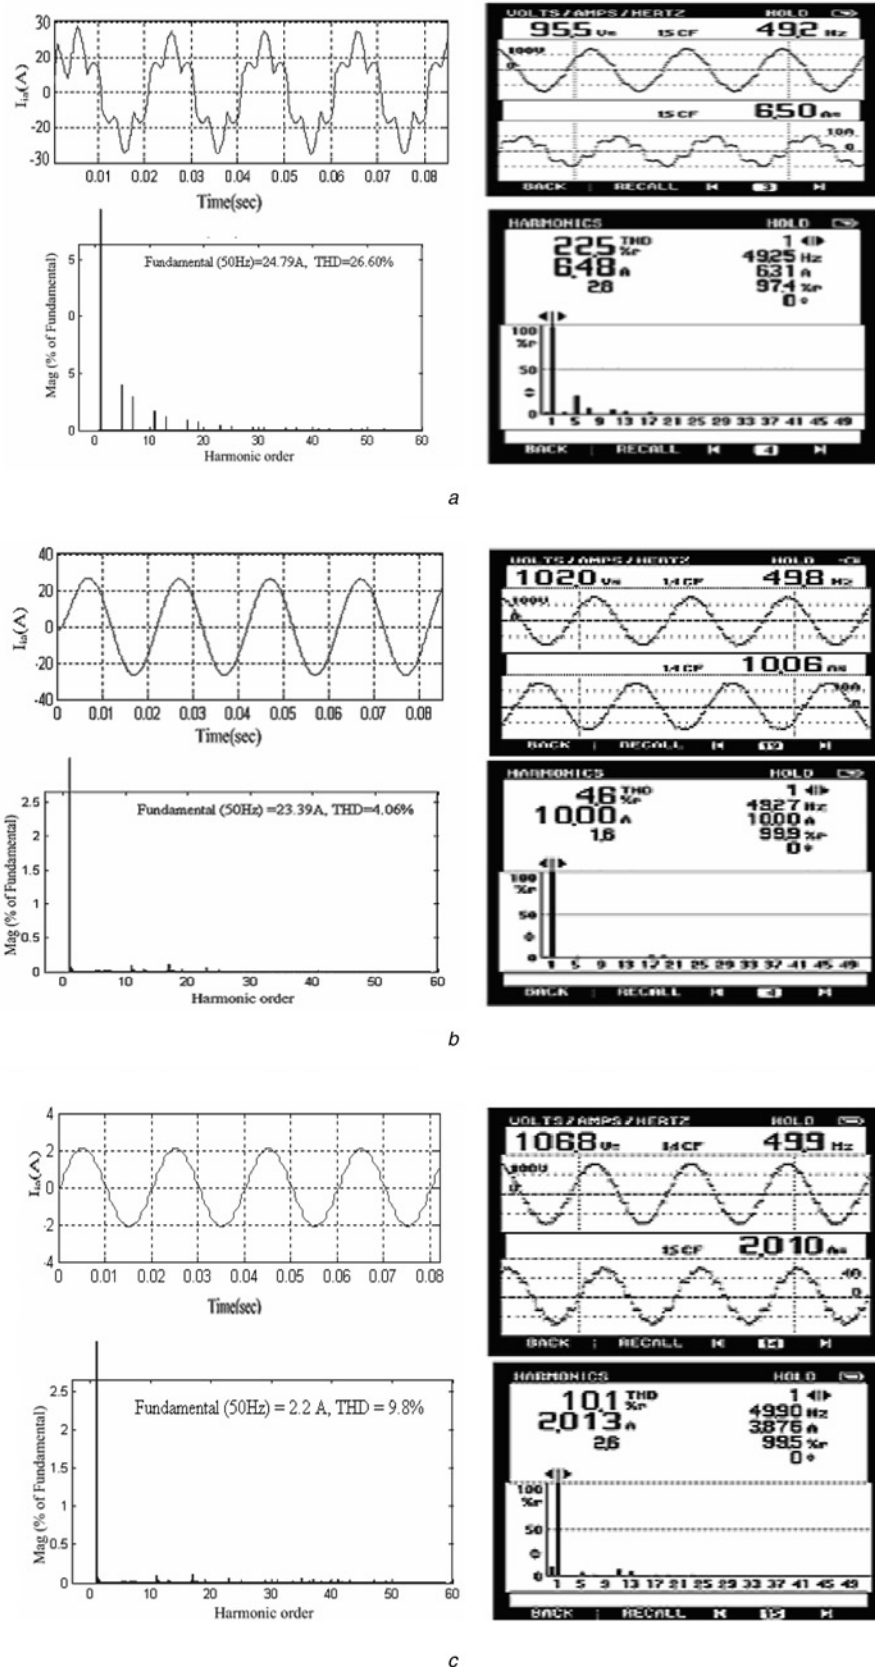 30
20
0
-20
-30
I_ia(A)
0.01 0.02 0.03 0.04 0.05 0.06 0.07 0.08
Time(sec)
Mag (% of Fundamental)
5
0
5
0
Fundamental (50Hz)=24.79A, THD=26.60%
0 10 20 30 40 50 60
Harmonic order
VOLTS/AMPS/HERTZ HOLD
95,5 1.5 CF 49,2 Hz
100V
0
1.5 CF 6,50
10A
0
BACK RECALL 3
HARMONICS HOLD
22,5 THD %r 1
6,48 A 49,25 Hz
2,8 6,31 A
97,4 %r
0 °
100
%r
50
0
1 5 9 13 17 21 25 29 33 37 41 45 49
BACK RECALL 4
a
40
20
0
-20
-40
I_ia(A)
0 0.01 0.02 0.03 0.04 0.05 0.06 0.07 0.08
Time(sec)
Mag (% of Fundamental)
2.5
2
1.5
1
0.5
0
Fundamental (50Hz) =23.39A, THD=4.06%
0 10 20 30 40 50 60
Harmonic order
VOLTS/AMPS/HERTZ HOLD
102,0 1.4 CF 49,8 Hz
100V
0
1.4 CF 10,06
10A
0
BACK RECALL
HARMONICS HOLD
4,6 THD %r 1
10,00 A 49,27 Hz
1,6 10,00 A
99,9 %r
0 °
100
%r
50
0
1 5 9 13 17 21 25 29 33 37 41 45 49
BACK RECALL
b
4
2
0
-2
-4
0 0.01 0.02 0.03 0.04 0.05 0.06 0.07 0.08
Time(sec)
Mag (% of Fundamental)
2.5
2
1.5
1
0.5
0
Fundamental (50Hz) = 2.2 A, THD = 9.8%
0 10 20 30 40 50 60
Harmonic order
VOLTS/AMPS/HERTZ HOLD
106,8 1.4 CF 49,9 Hz
0
1.5 CF 2,010
0
BACK RECALL
HARMONICS HOLD
10,1 THD %r 1
2,013 A 49,90 Hz
2,6 3,876 A
99,5 %r
0 °
100
%r
50
0
1 5 9 13 17 21 25 29 33 37 41 45 49
BACK RECALL
c